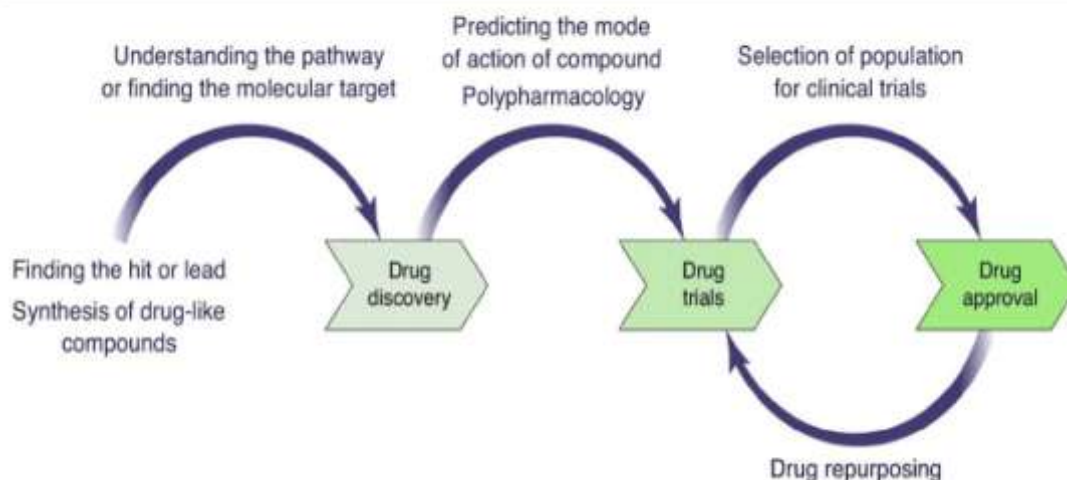 Understanding the pathway
or finding the molecular target
Predicting the mode
of action of compound
Polypharmacology
Selection of population
for clinical trials
Finding the hit or lead
Synthesis of drug-like
compounds
Drug
discovery
Drug
trials
Drug
approval
Drug repurposing